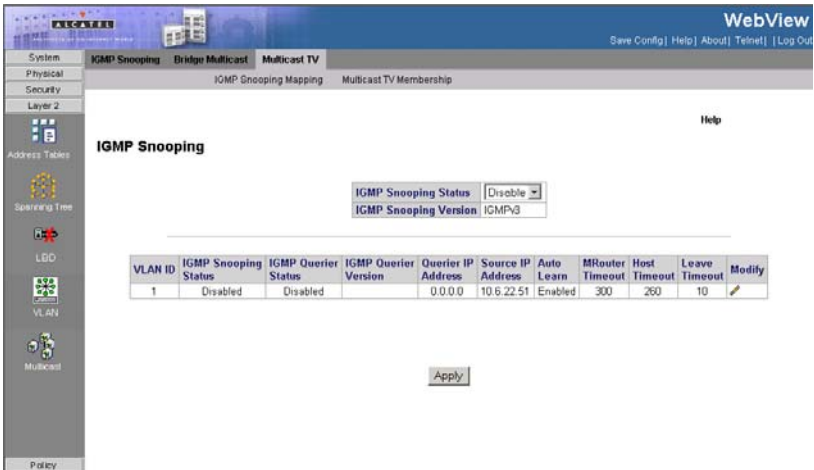 ALCATEL
WebView
Save Config| Help| About| Telnet| |Log Out
System
Physical
Security
Layer 2
Address Tables
Spanning Tree
LBD
VLAN
Multicast
Policy
IGMP Snooping Bridge Multicast Multicast TV
IGMP Snooping Mapping Multicast TV Membership
Help
IGMP Snooping
IGMP Snooping Status Disable
IGMP Snooping Version IGMPv3
VLAN ID IGMP Snooping Status IGMP Querier Status IGMP Querier Version Querier IP Address Source IP Address Auto Learn MRouter Timeout Host Timeout Leave Timeout Modify
1 Disabled Disabled 0.0.0.0 10.6.22.51 Enabled 300 260 10
Apply